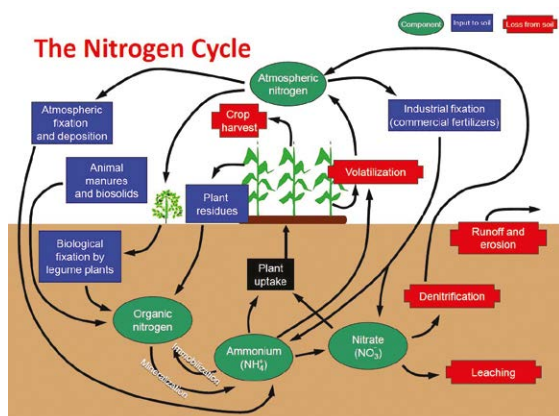 The Nitrogen Cycle
Component
Input to soil
Loss from soil
Atmospheric
nitrogen
Atmospheric
fixation
and deposition
Crop
harvest
Industrial fixation
(commercial fertilizers)
Animal
manures
and biosolids
Plant
residues
Volatilization
Runoff and
erosion
Biological
fixation by
legume plants
Plant
uptake
Denitrification
Organic
nitrogen
Immobilization
Mineralization
Ammonium
(NH₄⁺)
Nitrate
(NO₃⁻)
Leaching